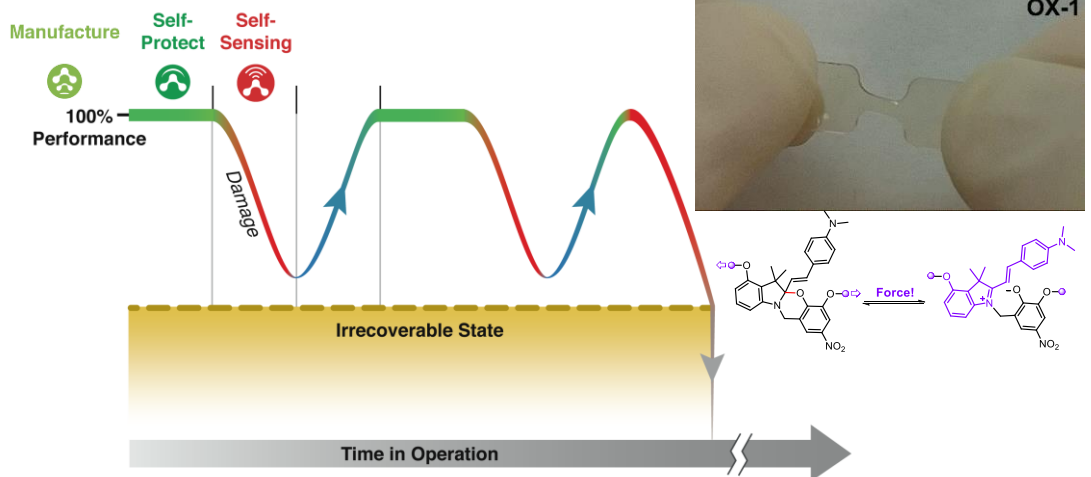 Manufacture
Self-
Protect
Self-
Sensing
100%
Performance
Damage
Irrecoverable State
Time in Operation
OX-1
N
O
O
O
N
NO2
Force!
N
O
-O
O
N
+
NO2